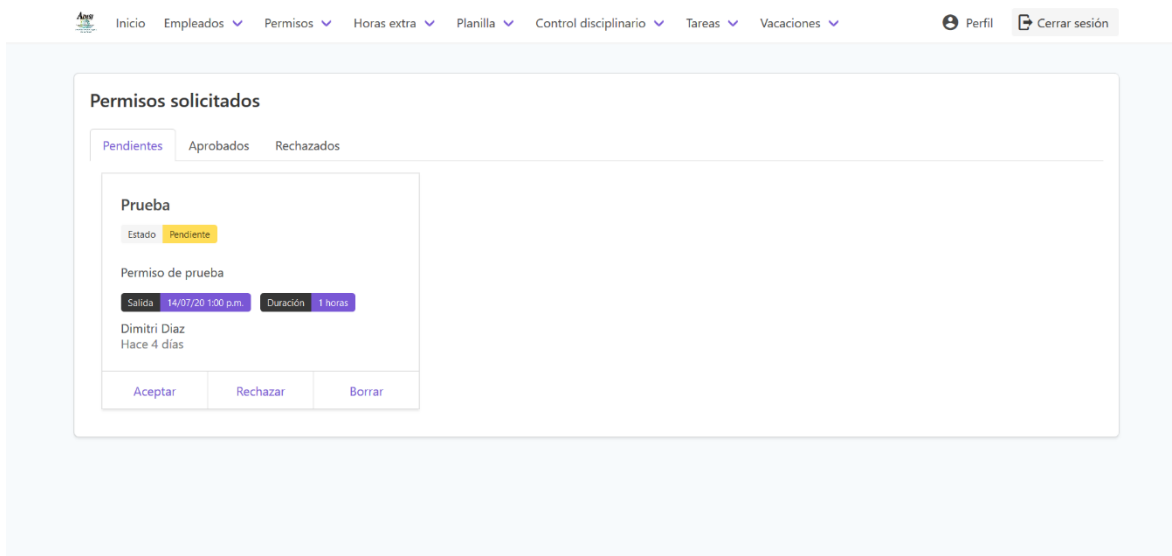 Inicio Empleados Permisos Horas extra Planilla Control disciplinario Tareas Vacaciones Perfil Cerrar sesión
Permisos solicitados
Pendientes Aprobados Rechazados
Prueba
Estado Pendiente
Permiso de prueba
Salida 14/07/20 1:00 p.m. Duración 1 horas
Dimitri Diaz
Hace 4 días
Aceptar Rechazar Borrar